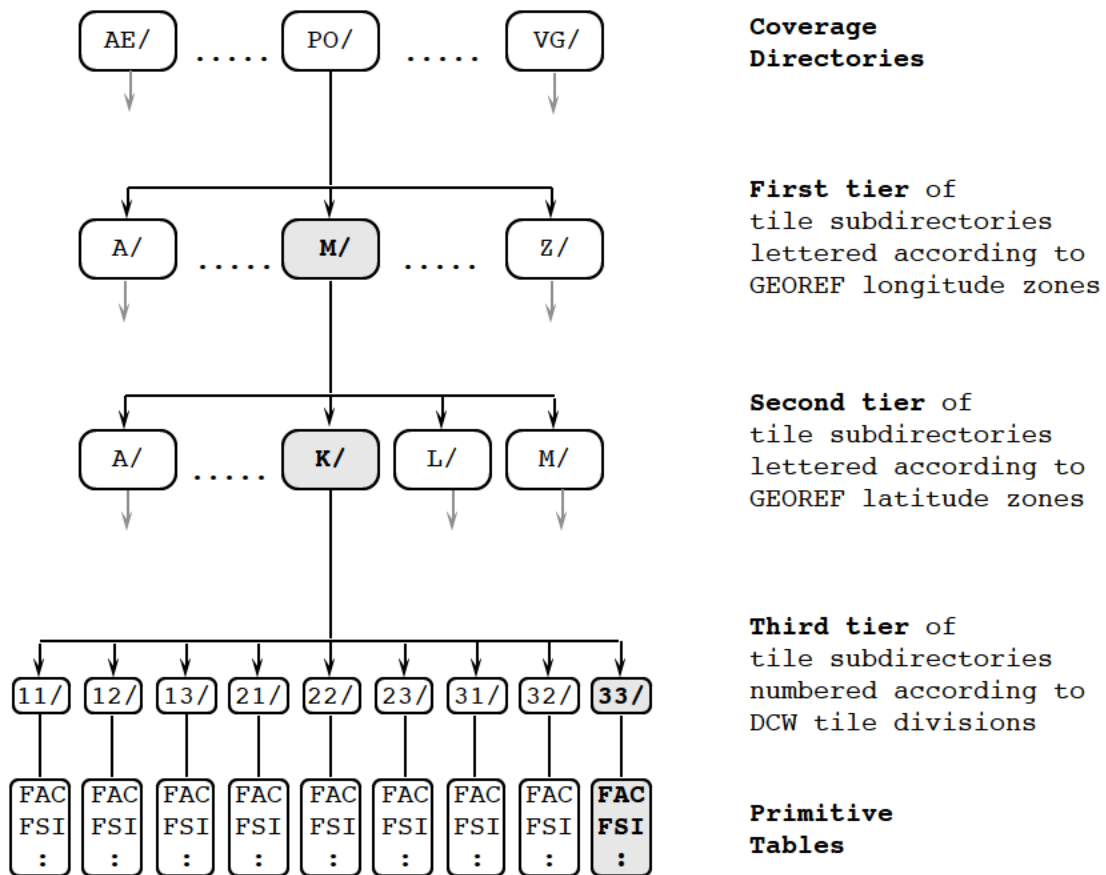 AE/ ..... PO/ ..... VG/
Coverage
Directories
First tier of
tile subdirectories
lettered according to
GEOREF longitude zones
A/ ..... M/ ..... Z/
Second tier of
tile subdirectories
lettered according to
GEOREF latitude zones
A/ ..... K/ L/ M/
Third tier of
tile subdirectories
numbered according to
DCW tile divisions
11/ 12/ 13/ 21/ 22/ 23/ 31/ 32/ 33/
FAC FAC FAC FAC FAC FAC FAC FAC FAC
FSI FSI FSI FSI FSI FSI FSI FSI FSI
: : : : : : : : :
Primitive
Tables